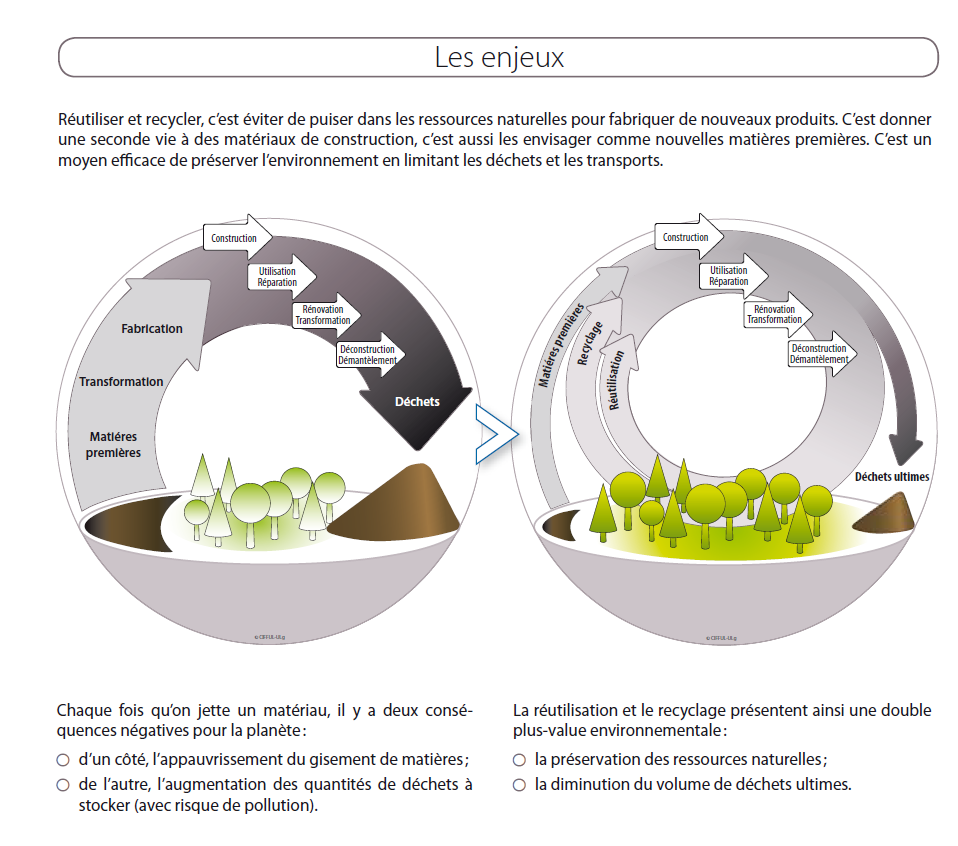 Les enjeux
Réutiliser et recycler, c'est éviter de puiser dans les ressources naturelles pour fabriquer de nouveaux produits. C'est donner
une seconde vie à des matériaux de construction, c'est aussi les envisager comme nouvelles matières premières. C'est un
moyen efficace de préserver l'environnement en limitant les déchets et les transports.
Construction
Utilisation
Réparation
Rénovation
Transformation
Déconstruction
Démantèlement
Déchets
Fabrication
Transformation
Matiéres
premières
© CIFFUL-ULg
Construction
Utilisation
Réparation
Rénovation
Transformation
Déconstruction
Démantèlement
Matiéres premières
Recyclage
Réutilisation
Déchets ultimes
© CIFFUL-ULg
Chaque fois qu'on jette un matériau, il y a deux consé-
quences négatives pour la planète :
d'un côté, l'appauvrissement du gisement de matières ;
de l'autre, l'augmentation des quantités de déchets à
stocker (avec risque de pollution).
La réutilisation et le recyclage présentent ainsi une double
plus-value environnementale :
la préservation des ressources naturelles ;
la diminution du volume de déchets ultimes.